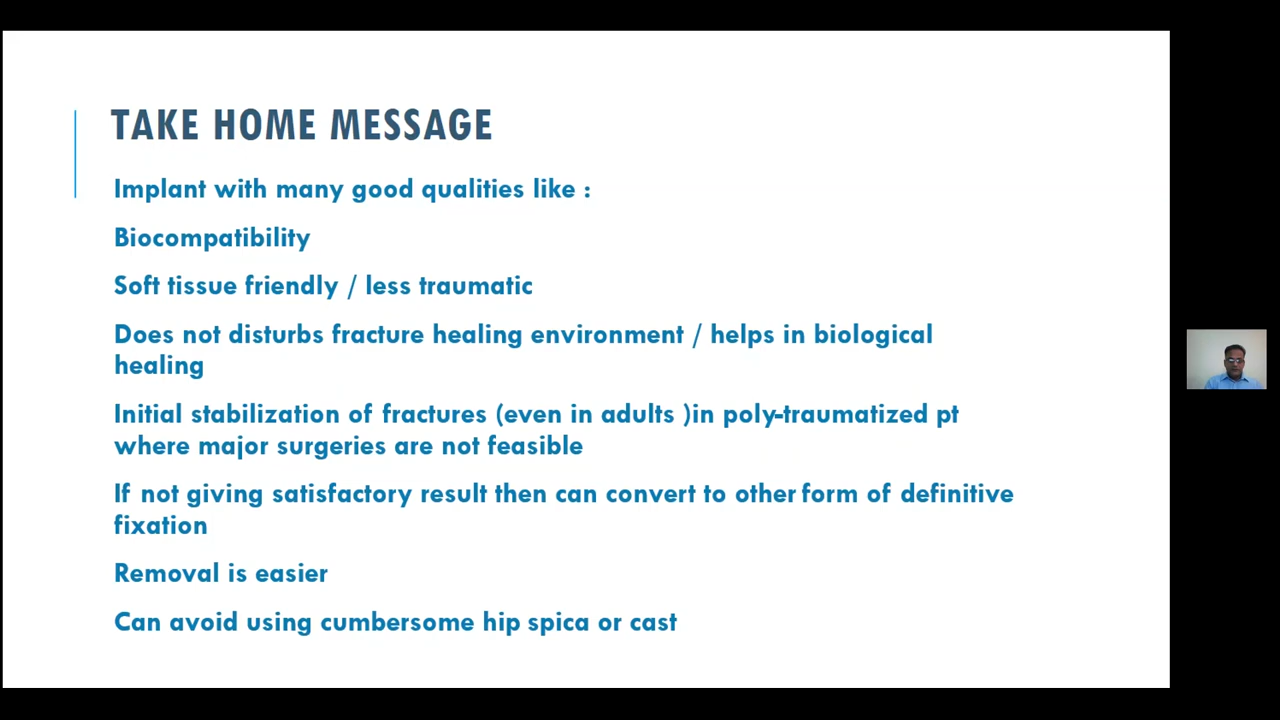 TAKE HOME MESSAGE
Implant with many good qualities like :
Biocompatibility
Soft tissue friendly / less traumatic
Does not disturbs fracture healing environment / helps in biological
healing
Initial stabilization of fractures (even in adults )in poly-traumatized pt
where major surgeries are not feasible
If not giving satisfactory result then can convert to other form of definitive
fixation
Removal is easier
Can avoid using cumbersome hip spica or cast